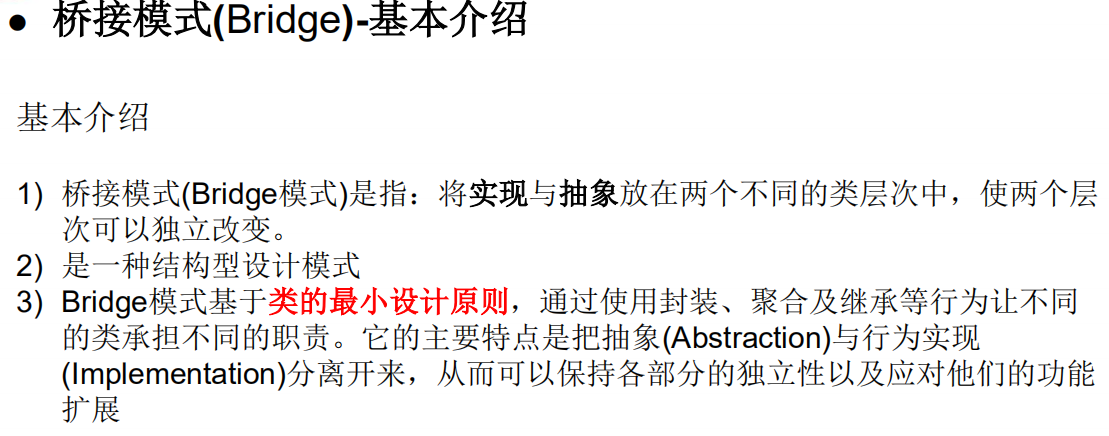 ● 桥接模式(Bridge)-基本介绍
基本介绍
1) 桥接模式(Bridge模式)是指：将实现与抽象放在两个不同的类层次中，使两个层
次可以独立改变。
2) 是一种结构型设计模式
3) Bridge模式基于类的最小设计原则，通过使用封装、聚合及继承等行为让不同
的类承担不同的职责。它的主要特点是把抽象(Abstraction)与行为实现
(Implementation)分离开来，从而可以保持各部分的独立性以及应对他们的功能
扩展